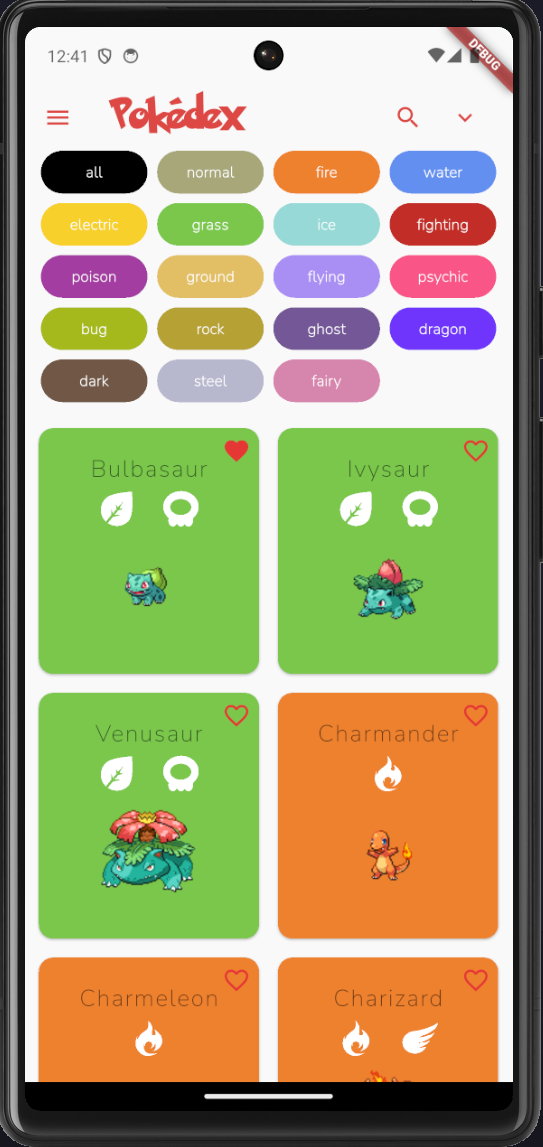 12:41
DEBUG
Pokédex
all normal fire water
electric grass ice fighting
poison ground flying psychic
bug rock ghost dragon
dark steel fairy
Bulbasaur Ivysaur
Venusaur Charmander
Charmeleon Charizard